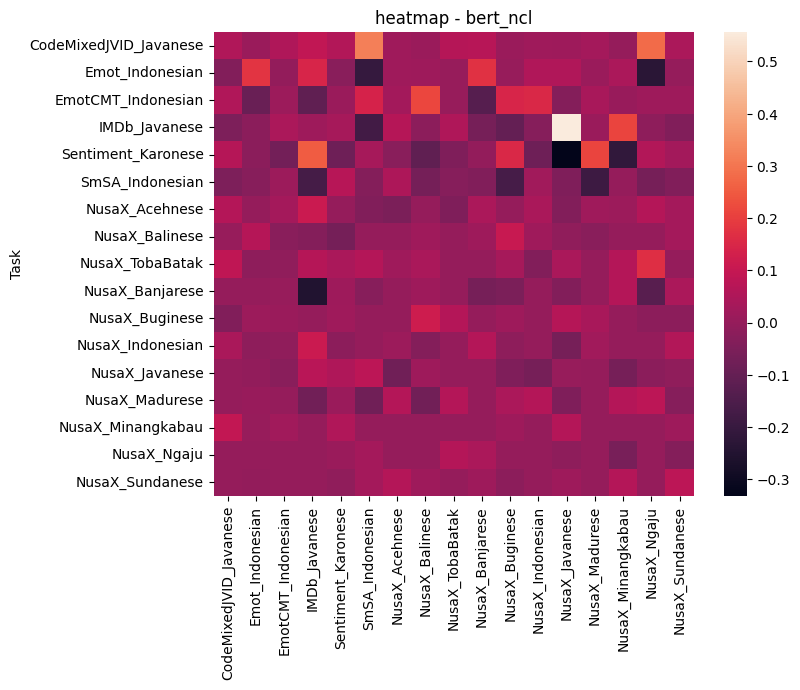 heatmap - bert_ncl
Task
CodeMixedJVID_Javanese
Emot_Indonesian
EmotCMT_Indonesian
IMDb_Javanese
Sentiment_Karonese
SmSA_Indonesian
NusaX_Acehnese
NusaX_Balinese
NusaX_TobaBatak
NusaX_Banjarese
NusaX_Buginese
NusaX_Indonesian
NusaX_Javanese
NusaX_Madurese
NusaX_Minangkabau
NusaX_Ngaju
NusaX_Sundanese
CodeMixedJVID_Javanese
Emot_Indonesian
EmotCMT_Indonesian
IMDb_Javanese
Sentiment_Karonese
SmSA_Indonesian
NusaX_Acehnese
NusaX_Balinese
NusaX_TobaBatak
NusaX_Banjarese
NusaX_Buginese
NusaX_Indonesian
NusaX_Javanese
NusaX_Madurese
NusaX_Minangkabau
NusaX_Ngaju
NusaX_Sundanese
0.5
0.4
0.3
0.2
0.1
0.0
−0.1
−0.2
−0.3